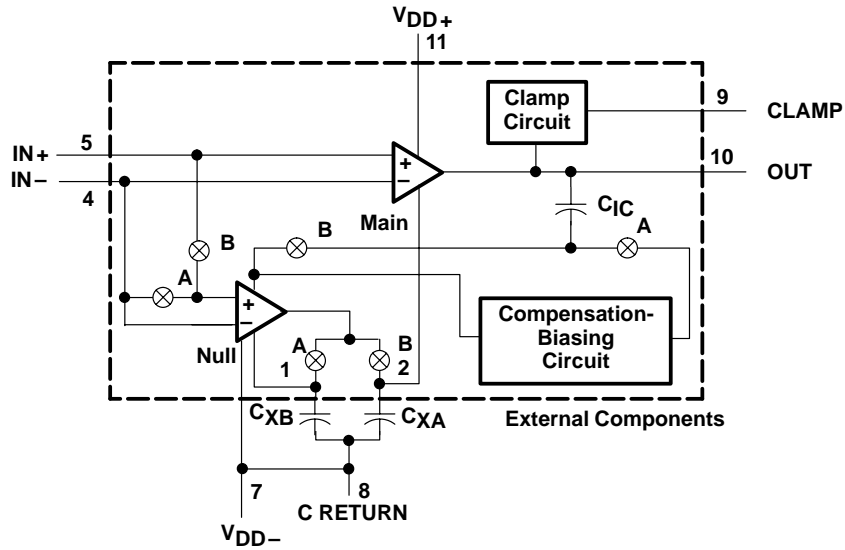 VDD+
11
Clamp
Circuit
9
CLAMP
IN+
5
IN−
4
+
−
Main
10
OUT
CIC
B
B
A
A
+
−
Null
Compensation-
Biasing
Circuit
A
1
B
2
CXB
CXA
External Components
7
8
C RETURN
VDD−